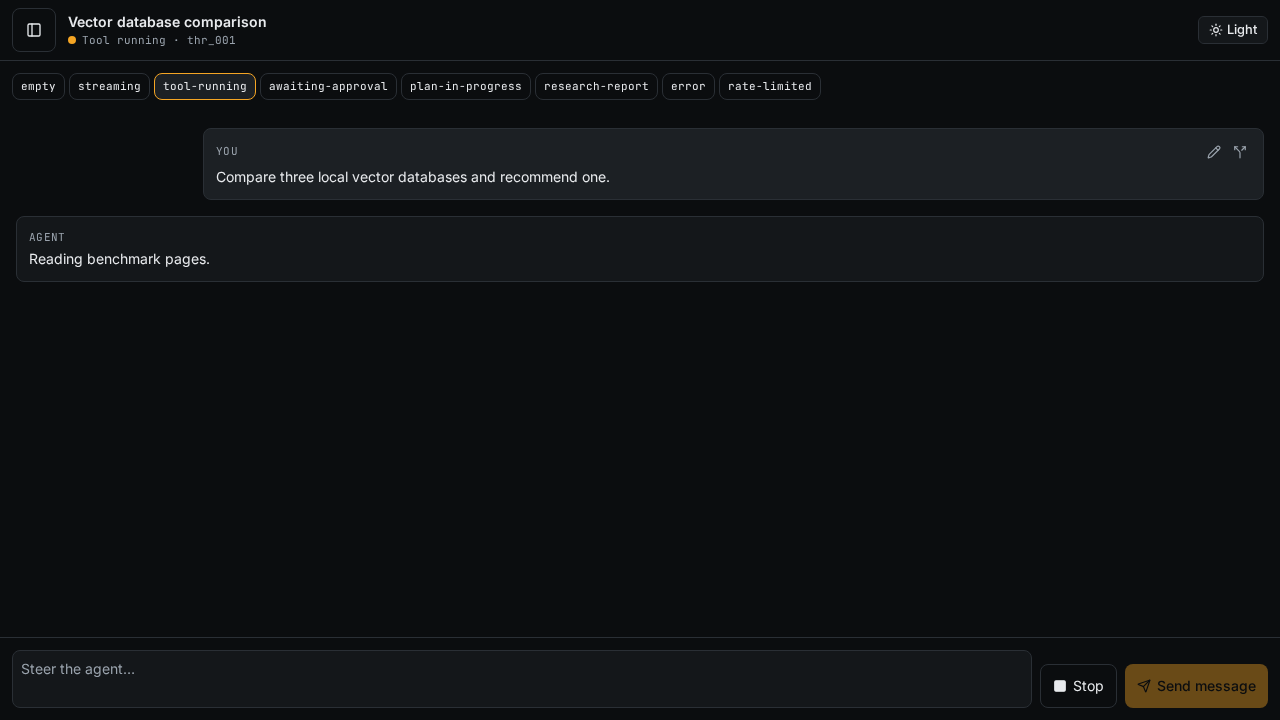 Vector database comparison
Tool running · thr_001
Light
empty
streaming
tool-running
awaiting-approval
plan-in-progress
research-report
error
rate-limited
YOU
Compare three local vector databases and recommend one.
AGENT
Reading benchmark pages.
Steer the agent...
Stop
Send message